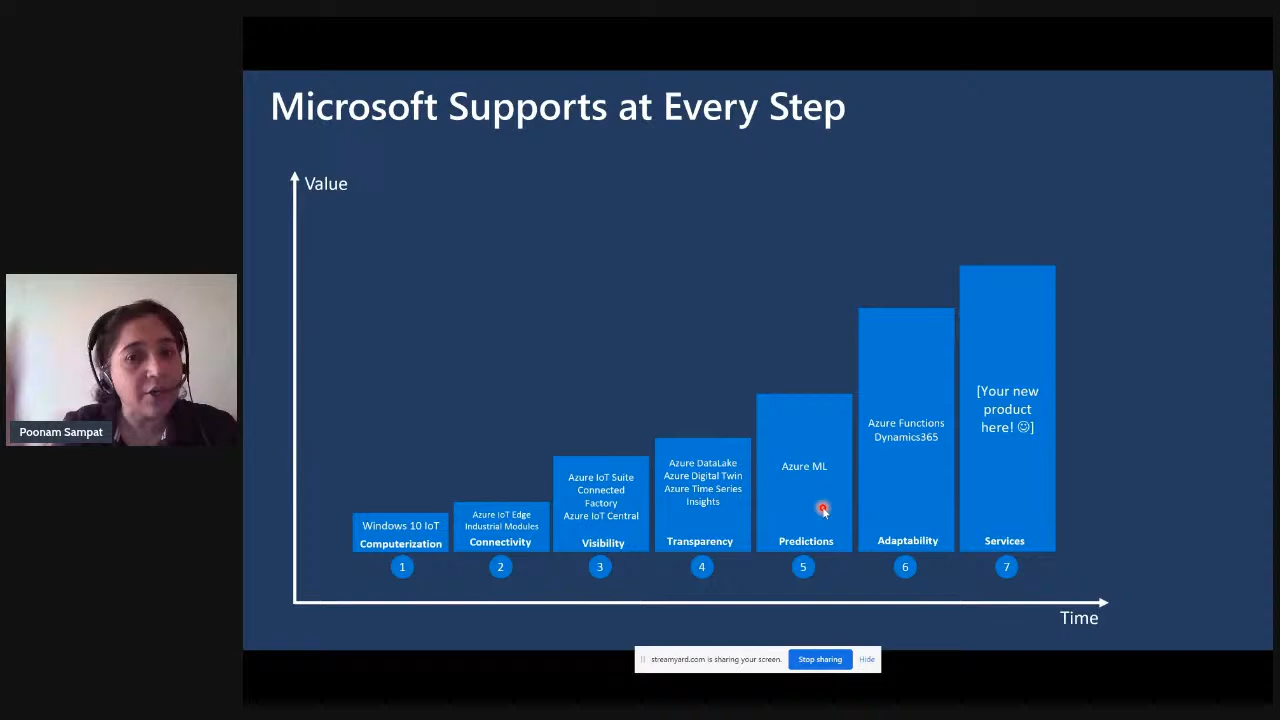 Microsoft Supports at Every Step
Value
Windows 10 IoT
Computerization
1
Azure IoT Edge
Industrial Modules
Connectivity
2
Azure IoT Suite
Connected
Factory
Azure IoT Central
Visibility
3
Azure DataLake
Azure Digital Twin
Azure Time Series
Insights
Transparency
4
Azure ML
Predictions
5
Azure Functions
Dynamics365
Adaptability
6
[Your new
product
here! ☺]
Services
7
Time
Poonam Sampat
streamyard.com is sharing your screen.
Stop sharing
Hide